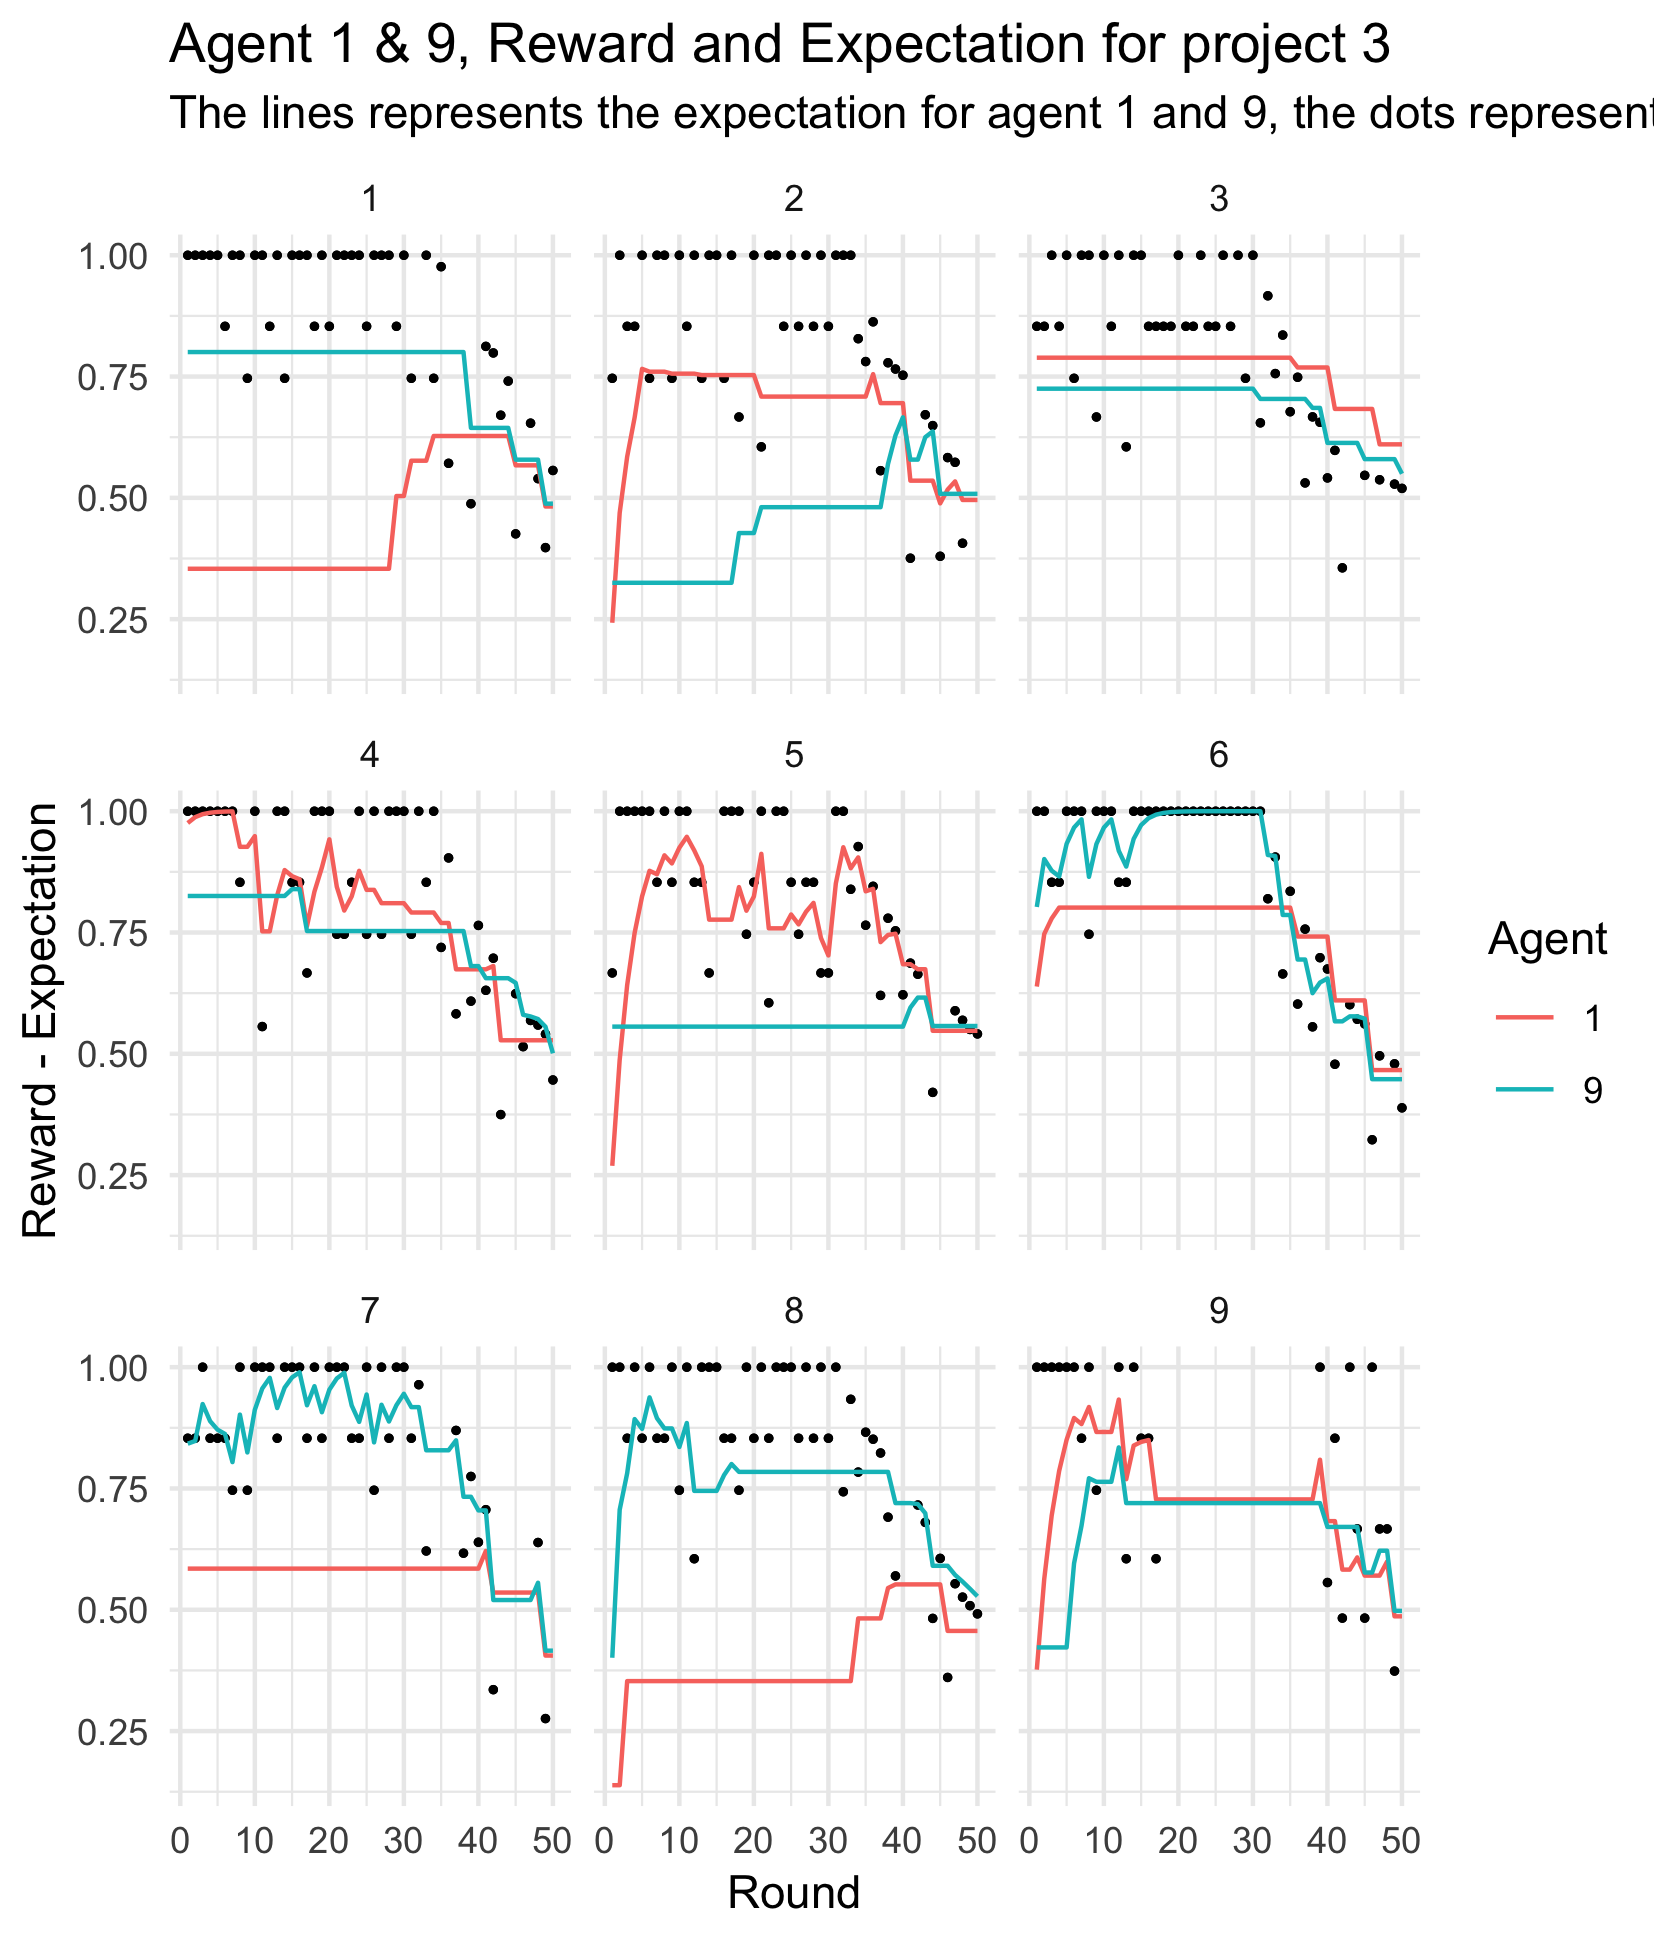 Agent 1 & 9, Reward and Expectation for project 3
The lines represents the expectation for agent 1 and 9, the dots represent
1 2 3
1.00
0.75
0.50
0.25
4 5 6
1.00
0.75
0.50
0.25
7 8 9
1.00
0.75
0.50
0.25
0 10 20 30 40 50 0 10 20 30 40 50 0 10 20 30 40 50
Round
Reward - Expectation
Agent
1
9